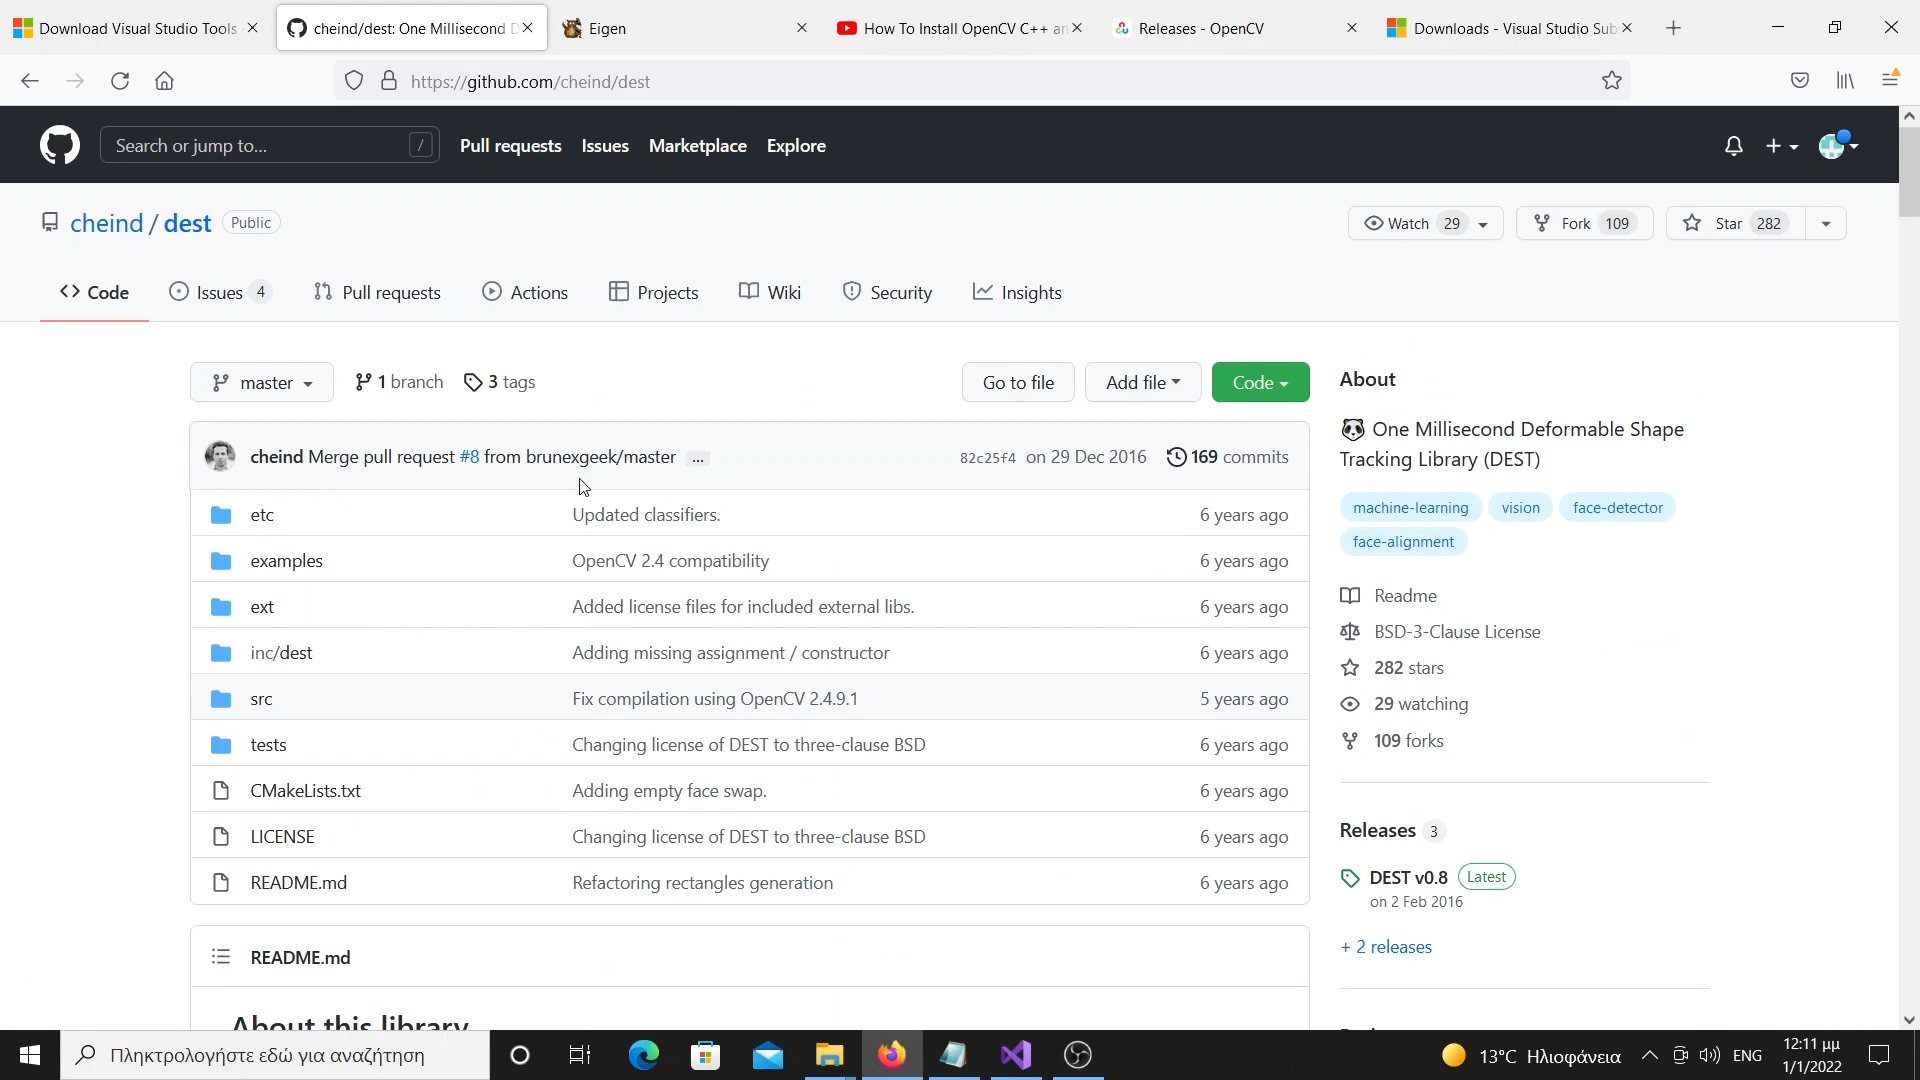 Download Visual Studio Tools
cheind/dest: One Millisecond D
Eigen
How To Install OpenCV C++ an
Releases - OpenCV
Downloads - Visual Studio Sub
https://github.com/cheind/dest
Search or jump to... /
Pull requests Issues Marketplace Explore
cheind / dest Public
Watch 29
Fork 109
Star 282
Code
Issues 4
Pull requests
Actions
Projects
Wiki
Security
Insights
master
1 branch
3 tags
Go to file
Add file
Code
cheind Merge pull request #8 from brunexgeek/master ... 82c25f4 on 29 Dec 2016 169 commits
etc Updated classifiers. 6 years ago
examples OpenCV 2.4 compatibility 6 years ago
ext Added license files for included external libs. 6 years ago
inc/dest Adding missing assignment / constructor 6 years ago
src Fix compilation using OpenCV 2.4.9.1 5 years ago
tests Changing license of DEST to three-clause BSD 6 years ago
CMakeLists.txt Adding empty face swap. 6 years ago
LICENSE Changing license of DEST to three-clause BSD 6 years ago
README.md Refactoring rectangles generation 6 years ago
README.md
About this library
About
One Millisecond Deformable Shape
Tracking Library (DEST)
machine-learning vision face-detector
face-alignment
Readme
BSD-3-Clause License
282 stars
29 watching
109 forks
Releases 3
DEST v0.8 Latest
on 2 Feb 2016
+ 2 releases
Πληκτρολογήστε εδώ για αναζήτηση
13°C Ηλιοφάνεια
ENG
12:11 μμ
1/1/2022